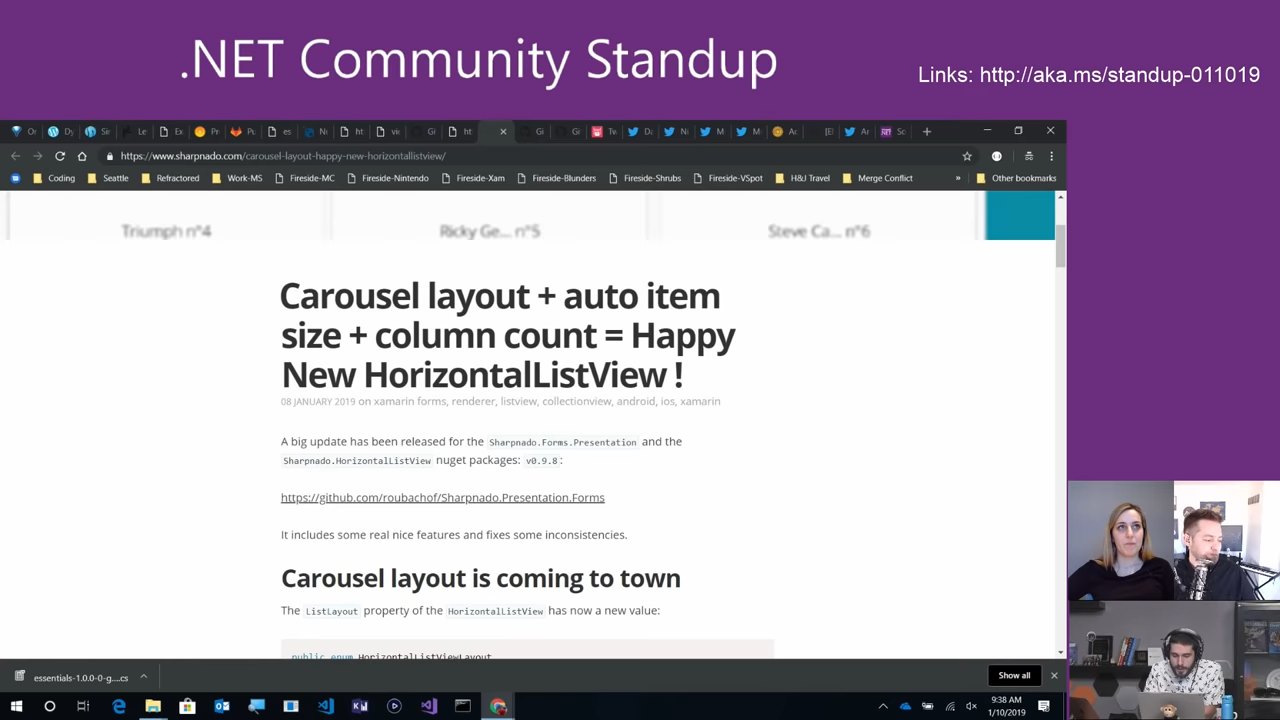 .NET Community Standup
Links: http://aka.ms/standup-011019
https://www.sharpnado.com/carousel-layout-happy-new-horizontallistview/
Coding Seattle Refractored Work-MS Fireside-MC Fireside-Nintendo Fireside-Xam Fireside-Blunders Fireside-Shrubs Fireside-VSpot H&J Travel Merge Conflict » Other bookmarks
Triumph n°4 Ricky Ge... n°5 Steve Ca... n°6
Carousel layout + auto item
size + column count = Happy
New HorizontalListView !
08 JANUARY 2019 on xamarin forms, renderer, listview, collectionview, android, ios, xamarin
A big update has been released for the Sharpnado.Forms.Presentation and the
Sharpnado.HorizontalListView nuget packages: v0.9.8:
https://github.com/roubachof/Sharpnado.Presentation.Forms
It includes some real nice features and fixes some inconsistencies.
Carousel layout is coming to town
The ListLayout property of the HorizontalListView has now a new value:
public enum HorizontalListViewLayout
essentials-1.0.0-0-g....cs
Show all
9:38 AM
1/10/2019